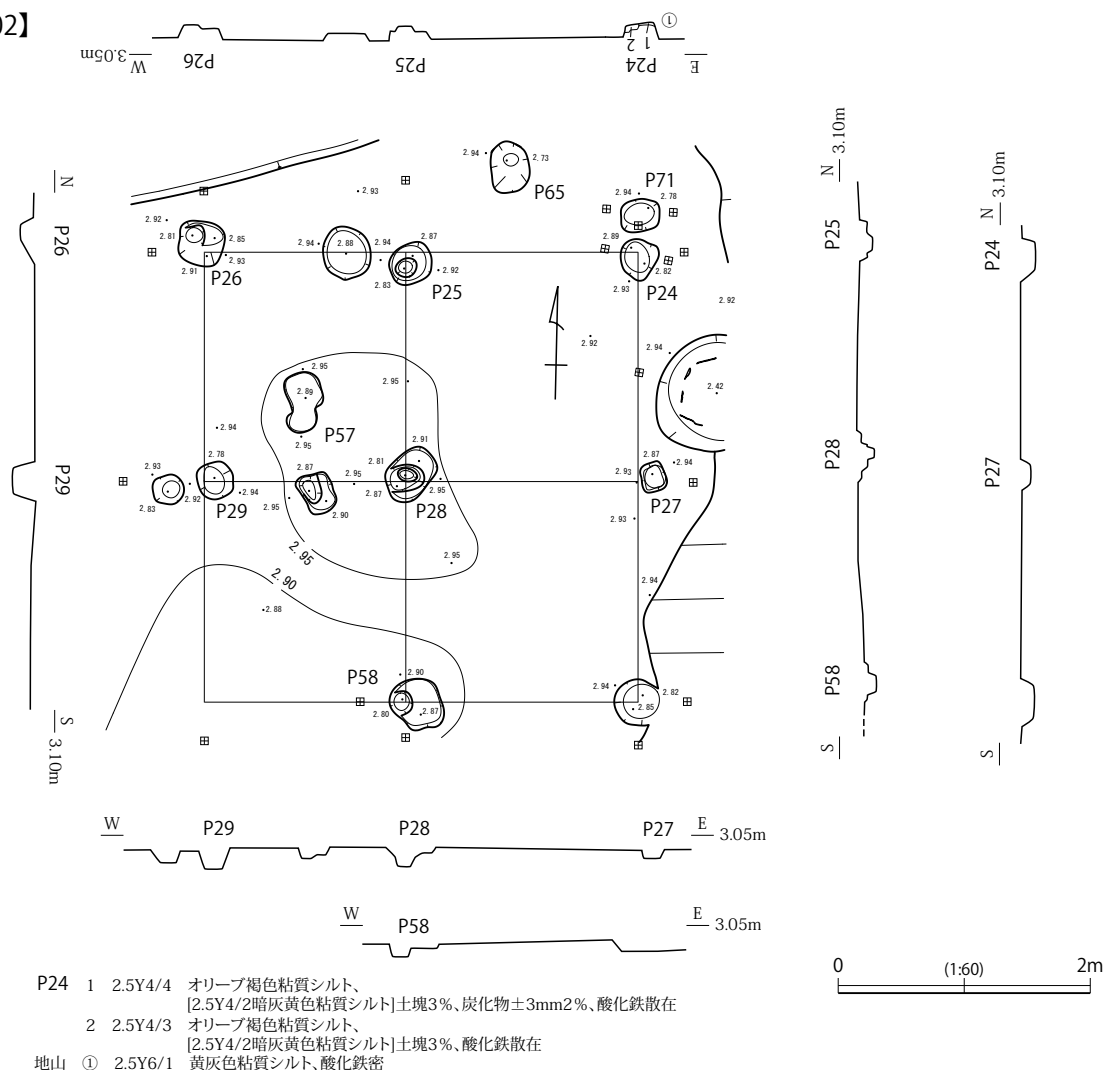 02】
①
1 2
3.05m W P26 P25 P24 E
N 3.10m
P25
P28
P58
S
N 3.10m
P24
P27
S
N
P26
P29
S 3.10m
2.94 2.73
P65
P71
2.94 2.78
2.93
2.92
2.81 2.85
2.91 2.93
P26
2.94 2.88 2.94 2.87
2.83 2.92
P25
2.89
2.82
2.93 P24
2.92
2.92
2.94
2.42
2.95
2.89
2.95
P57
2.95
2.94
2.93 2.78
2.83 2.92 2.94
P29
2.87 2.95
2.95 2.90
2.91
2.81
2.87 2.95
P28
2.87
2.93 2.94
P27
2.93
2.95
2.95
2.90
2.88
2.94
P58 2.90
2.80 2.87
2.94 2.82
2.85
W P29 P28 P27 E 3.05m
W P58 E 3.05m
0 (1:60) 2m
P24 1 2.5Y4/4 オリーブ褐色粘質シルト、
[2.5Y4/2暗灰黄色粘質シルト]土塊3%、炭化物±3mm2%、酸化鉄散在
2 2.5Y4/3 オリーブ褐色粘質シルト、
[2.5Y4/2暗灰黄色粘質シルト]土塊3%、酸化鉄散在
地山 ① 2.5Y6/1 黄灰色粘質シルト、酸化鉄密